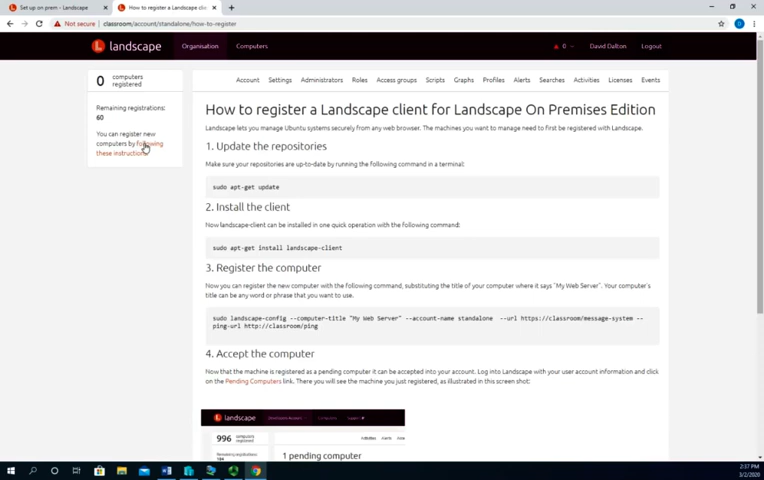 Set up on prem - Landscape
How to register a Landscape clie
Not secure
classroom/account/standalone/how-to-register
landscape
Organisation
Computers
0
David Dalton
Logout
0
computers
registered
Account
Settings
Administrators
Roles
Access groups
Scripts
Graphs
Profiles
Alerts
Searches
Activities
Licenses
Events
Remaining registrations:
60
You can register new
computers by following
these instructions.
How to register a Landscape client for Landscape On Premises Edition
Landscape lets you manage Ubuntu systems securely from any web browser. The machines you want to manage need to first be registered with Landscape.
1. Update the repositories
Make sure your repositories are up-to-date by running the following command in a terminal:
sudo apt-get update
2. Install the client
Now landscape-client can be installed in one quick operation with the following command:
sudo apt-get install landscape-client
3. Register the computer
Now you can register the new computer with the following command, substituting the title of your computer where it says "My Web Server". Your computer's
title can be any word or phrase that you want to use.
sudo landscape-config --computer-title "My Web Server" --account-name standalone --url https://classroom/message-system --
ping-url http://classroom/ping
4. Accept the computer
Now that the machine is registered as a pending computer it can be accepted into your account. Log into Landscape with your user account information and click
on the Pending Computers link. There you will see the machine you just registered, as illustrated in this screen shot:
landscape
996
computers
registered
1 pending computer
2:37 PM
5/2/2020